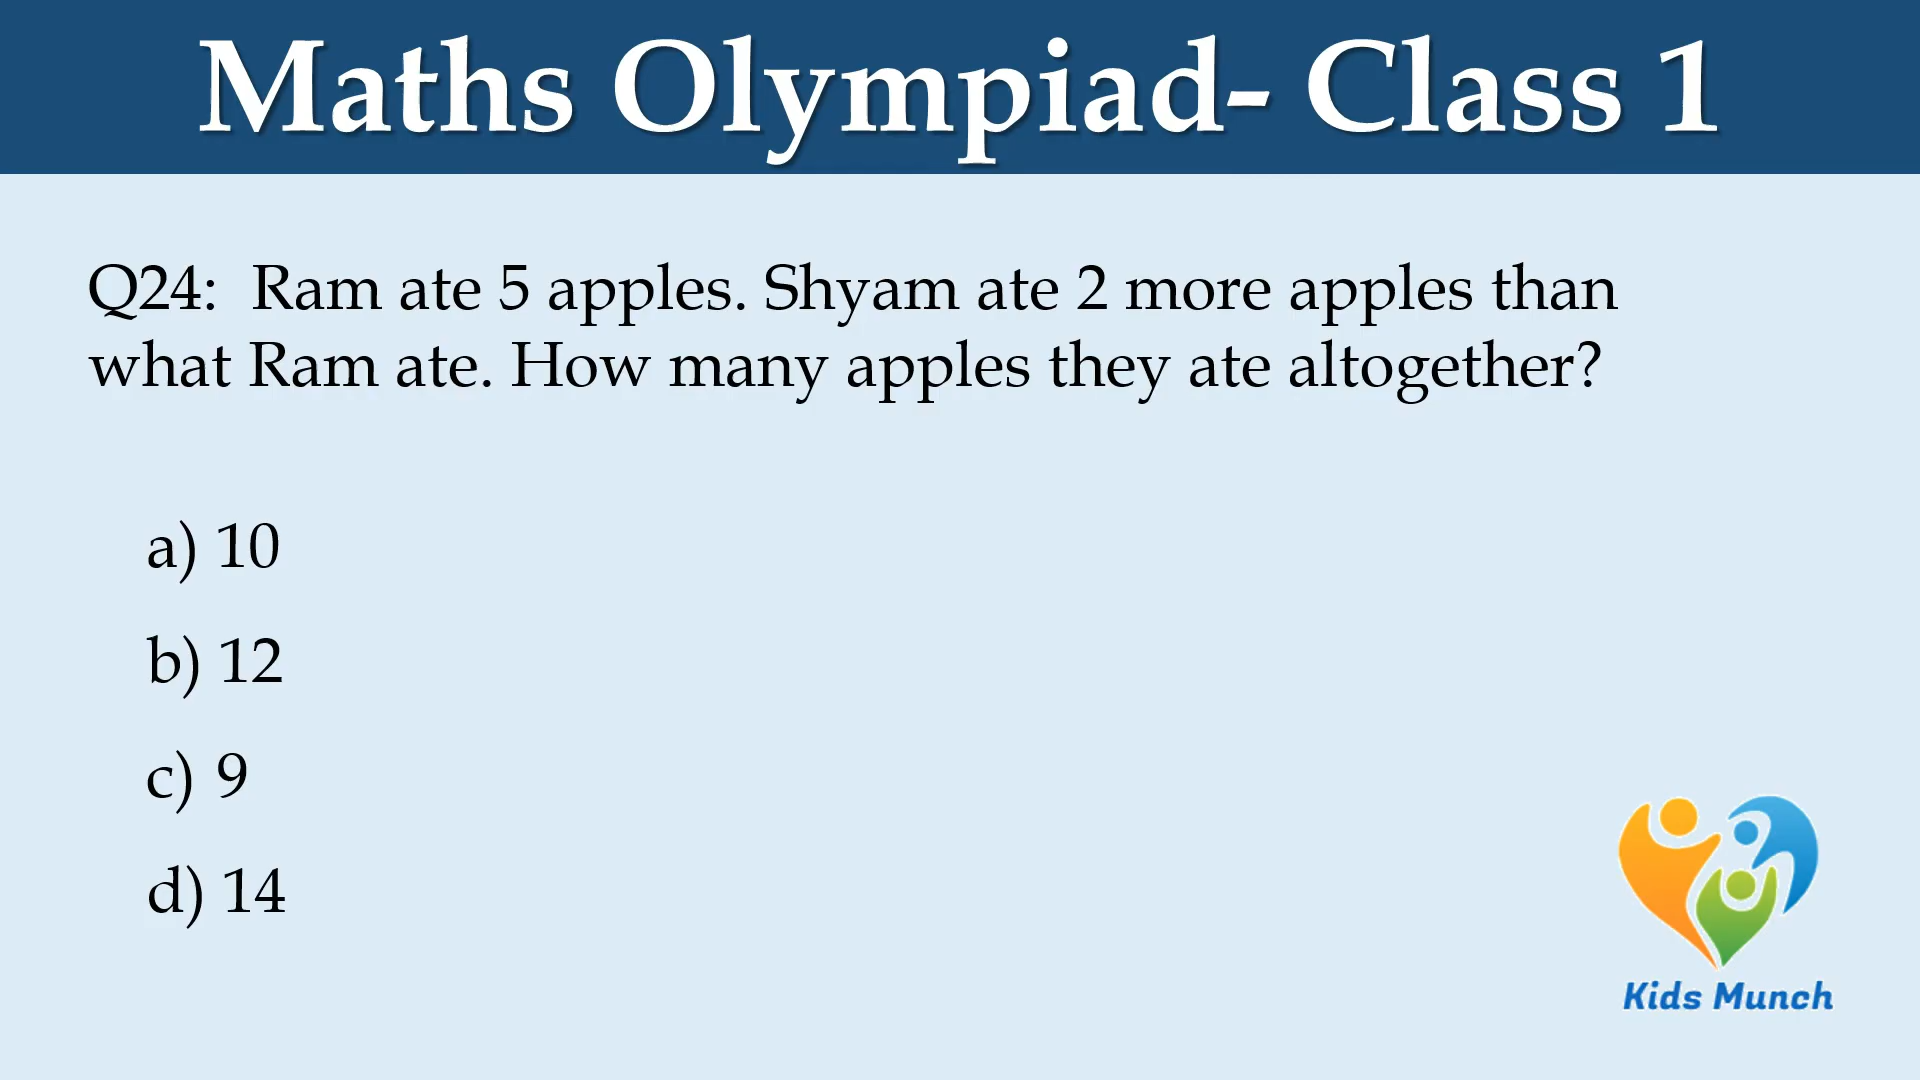 Maths Olympiad- Class 1
Q24:  Ram ate 5 apples. Shyam ate 2 more apples than
what Ram ate. How many apples they ate altogether?
a) 10
b) 12
c) 9
d) 14
Kids Munch